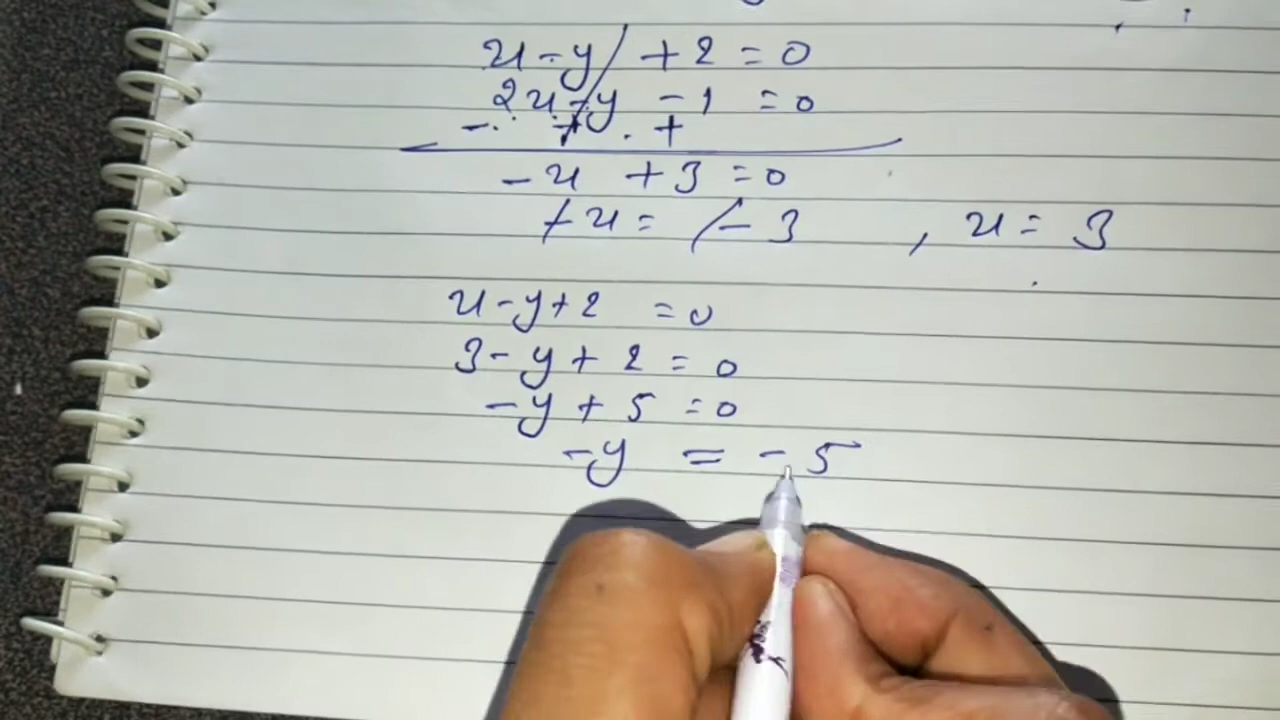 x - y + 2 = 0
2x - y - 1 = 0
- + +
- x + 3 = 0
- x = - 3 , x = 3
x - y + 2 = 0
3 - y + 2 = 0
- y + 5 = 0
- y = - 5